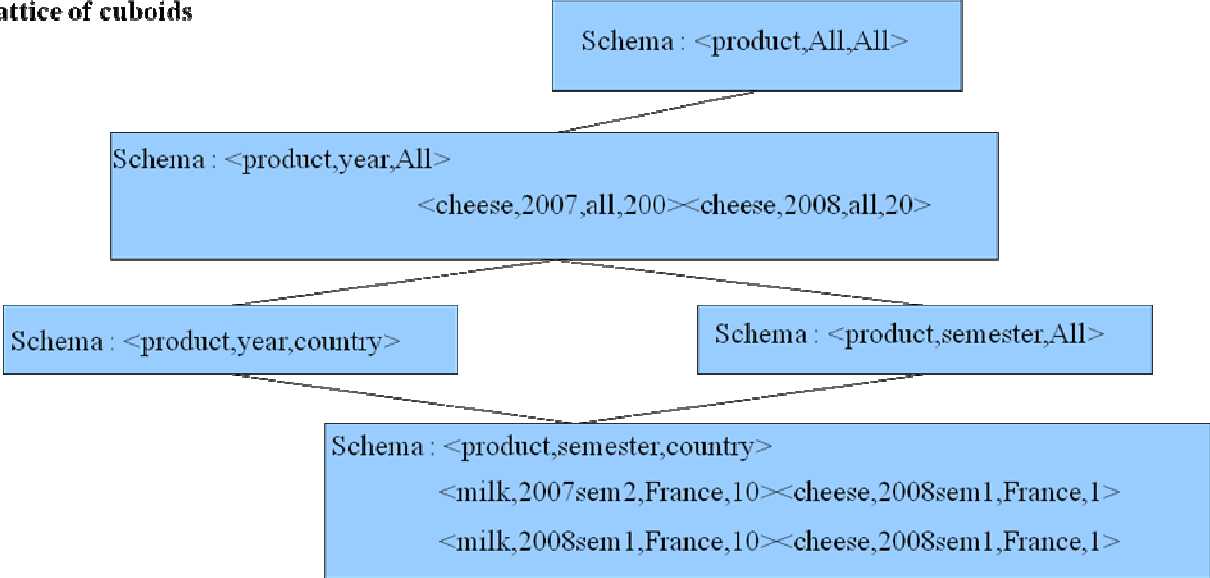 attice of cuboids
Schema : <product,All,All>
Schema : <product,year,All>
<cheese,2007,all,200><cheese,2008,all,20>
Schema : <product,year,country>
Schema : <product,semester,All>
Schema : <product,semester,country>
<milk,2007sem2,France,10><cheese,2008sem1,France,1>
<milk,2008sem1,France,10><cheese,2008sem1,France,1>